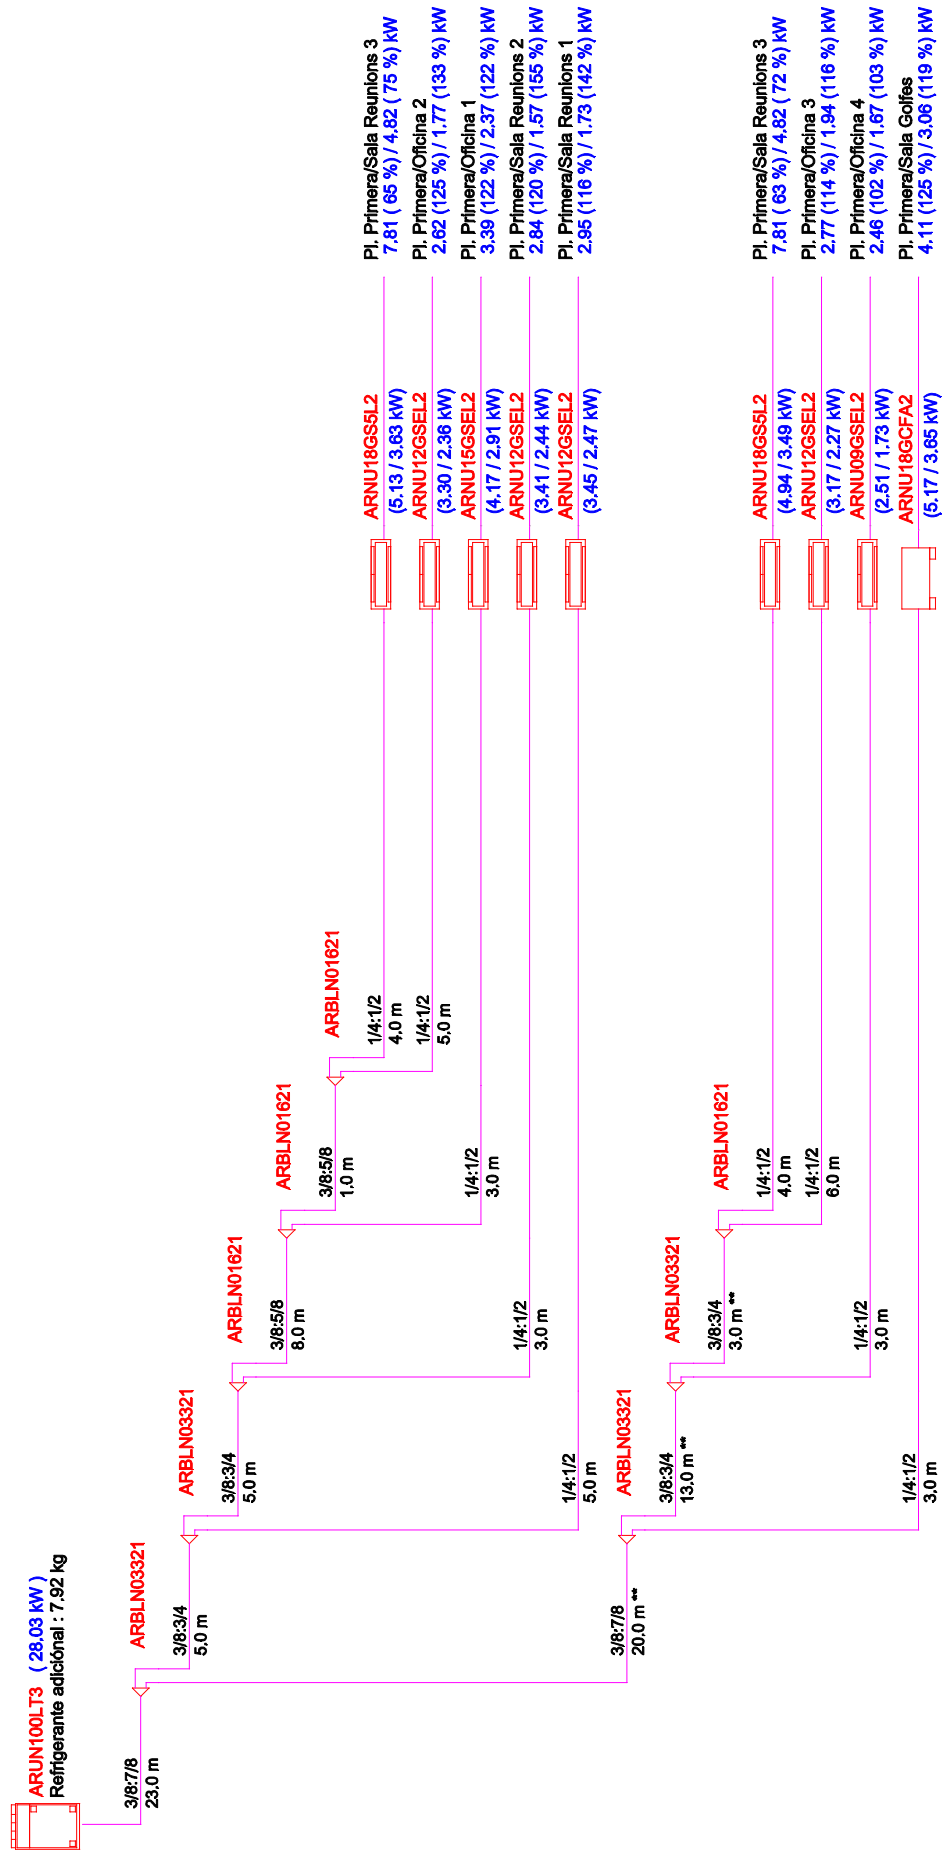 ARUN100LT3 ( 28.03 kW )
Refrigerante adiciónal : 7.92 kg
3/8:7/8
23.0 m
ARBLN03321
3/8:3/4
5.0 m
ARBLN03321
3/8:3/4
5.0 m
ARBLN01621
3/8:5/8
8.0 m
ARBLN01621
3/8:5/8
1.0 m
ARBLN01621
1/4:1/2
4.0 m
ARNU18GS5L2
(5.13 / 3.63 kW)
Pl. Primera/Sala Reunions 3
7.81 ( 65 %) / 4.82 ( 75 %) kW
1/4:1/2
5.0 m
ARNU12GSEL2
(3.30 / 2.36 kW)
Pl. Primera/Oficina 2
2.62 (125 %) / 1.77 (133 %) kW
1/4:1/2
3.0 m
ARNU15GSEL2
(4.17 / 2.91 kW)
Pl. Primera/Oficina 1
3.39 (122 %) / 2.37 (122 %) kW
1/4:1/2
3.0 m
ARNU12GSEL2
(3.41 / 2.44 kW)
Pl. Primera/Sala Reunions 2
2.84 (120 %) / 1.57 (155 %) kW
1/4:1/2
5.0 m
ARNU12GSEL2
(3.45 / 2.47 kW)
Pl. Primera/Sala Reunions 1
2.95 (116 %) / 1.73 (142 %) kW
3/8:7/8
20.0 m **
ARBLN03321
3/8:3/4
13.0 m **
ARBLN03321
3/8:3/4
3.0 m **
ARBLN01621
1/4:1/2
4.0 m
ARNU18GS5L2
(4.94 / 3.49 kW)
Pl. Primera/Sala Reunions 3
7.81 ( 63 %) / 4.82 ( 72 %) kW
1/4:1/2
6.0 m
ARNU12GSEL2
(3.17 / 2.27 kW)
Pl. Primera/Oficina 3
2.77 (114 %) / 1.94 (116 %) kW
1/4:1/2
3.0 m
ARNU09GSEL2
(2.51 / 1.73 kW)
Pl. Primera/Oficina 4
2.46 (102 %) / 1.67 (103 %) kW
1/4:1/2
3.0 m
ARNU18GCFA2
(5.17 / 3.65 kW)
Pl. Primera/Sala Golfes
4.11 (125 %) / 3.06 (119 %) kW